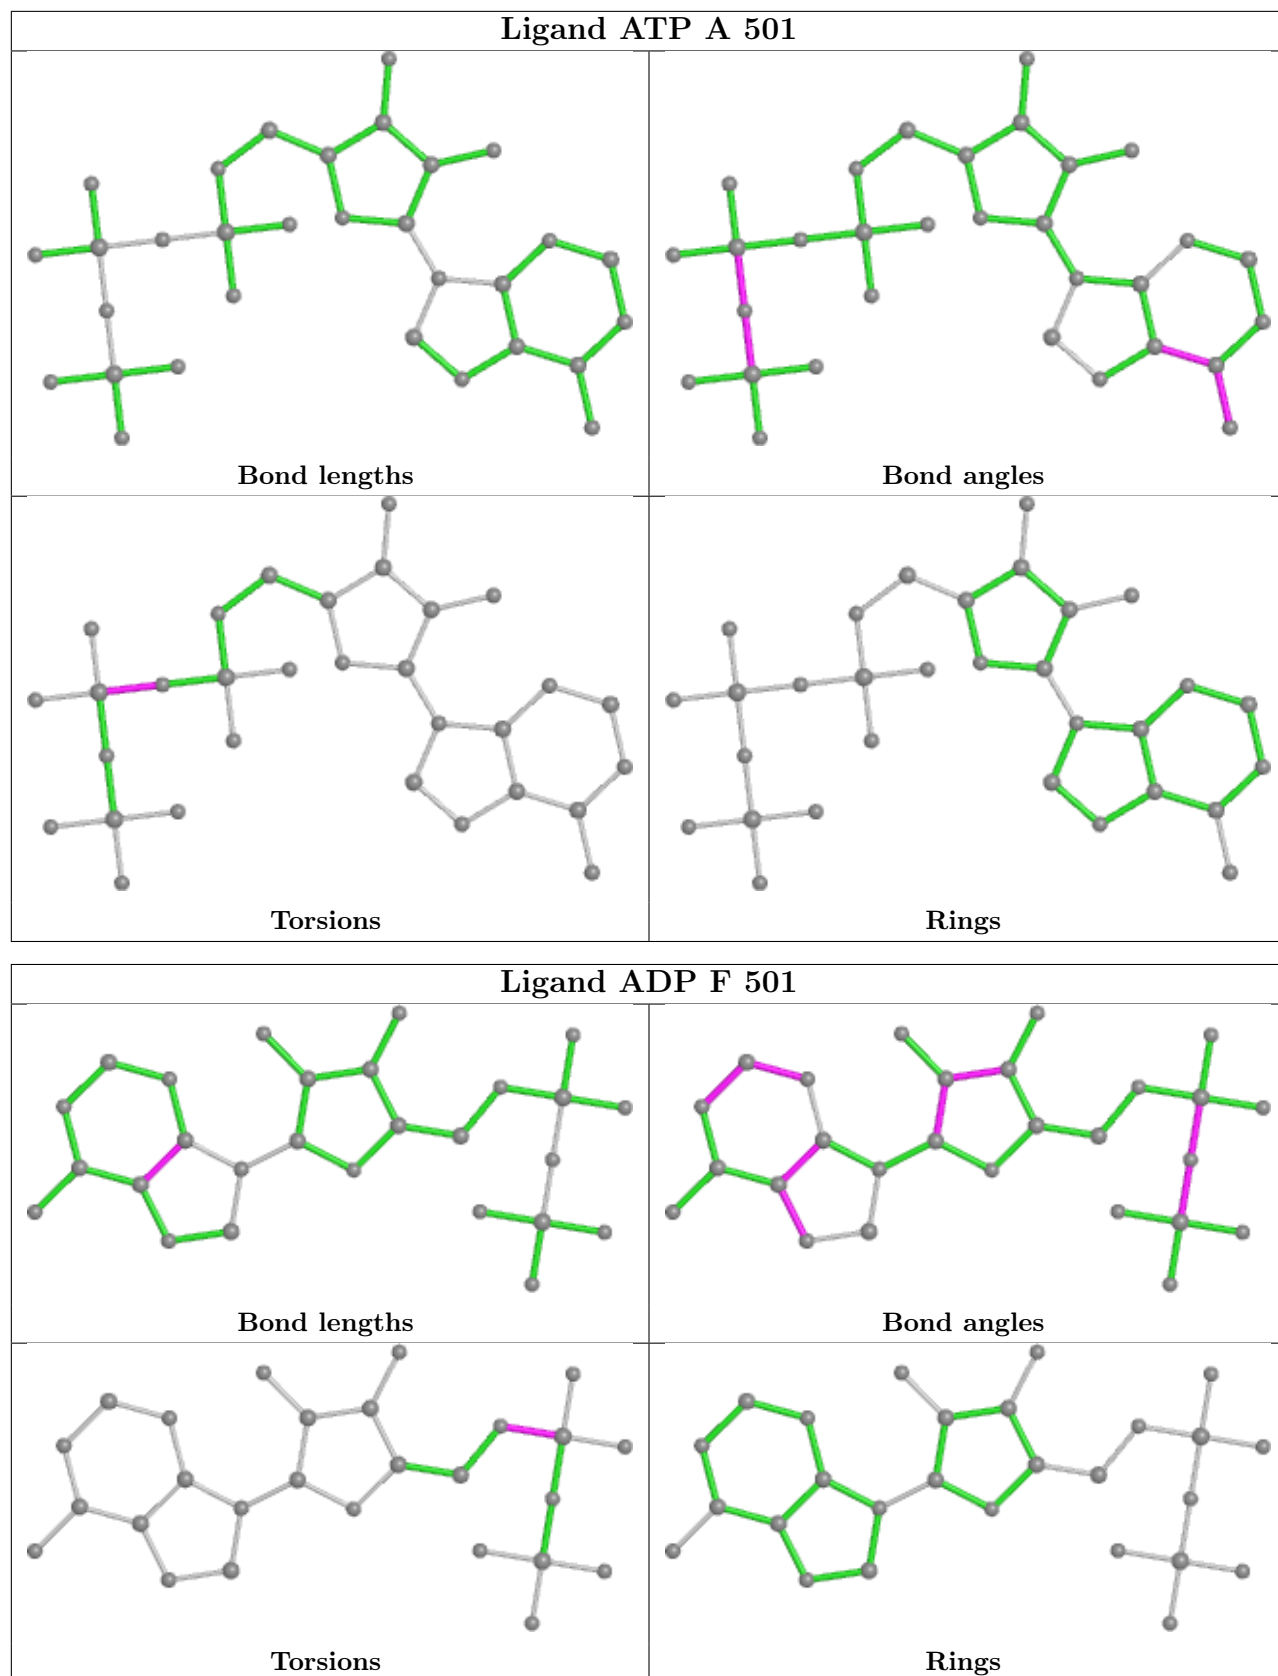 Ligand ATP A 501
Bond lengths
Bond angles
Torsions
Rings
Ligand ADP F 501
Bond lengths
Bond angles
Torsions
Rings